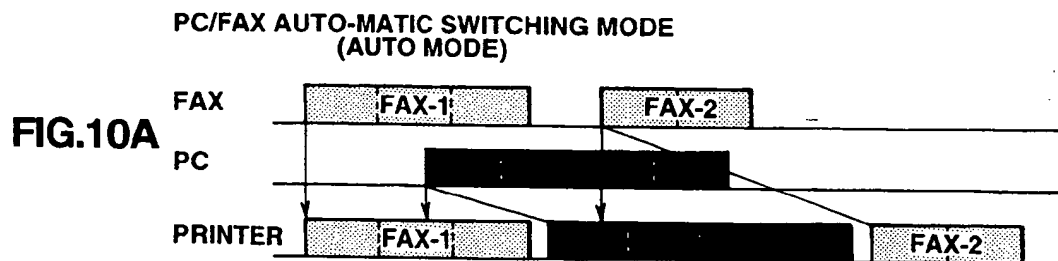 PC/FAX AUTO-MATIC SWITCHING MODE
(AUTO MODE)
FAX
FAX-1
FAX-2
FIG.10A
PC
PRINTER
FAX-1
FAX-2